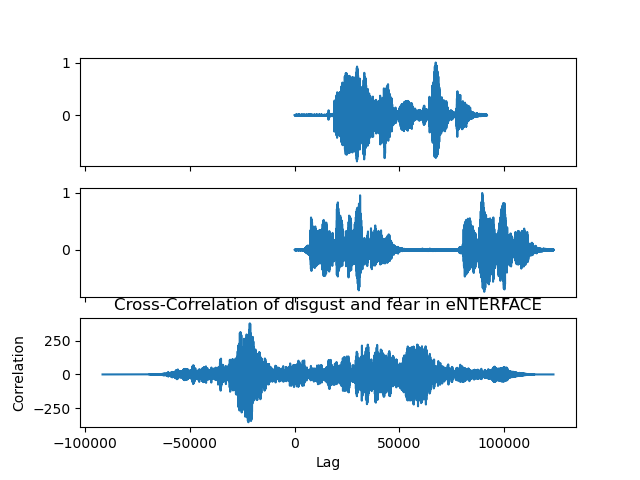 1
0
1
0
Cross-Correlation of disgust and fear in eNTERFACE
Correlation
250
0
−250
−100000 −50000 0 50000 100000
Lag